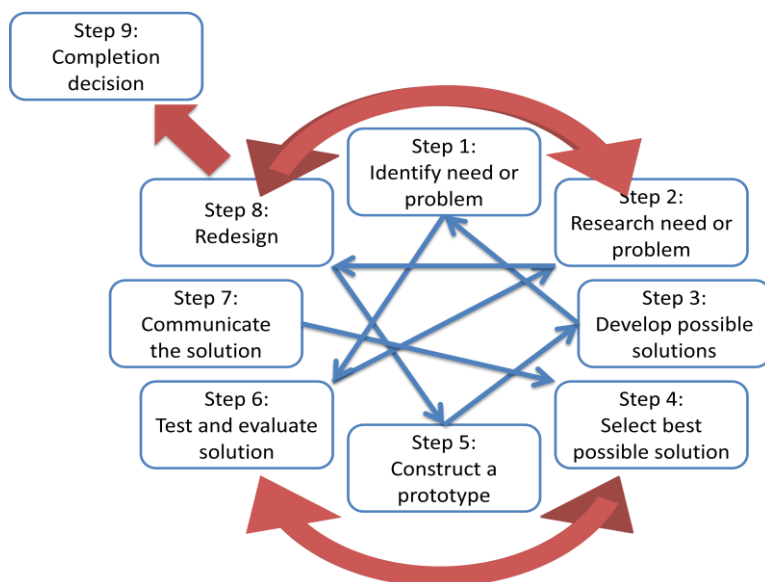 Step 9:
Completion
decision
Step 1:
Identify need or
problem
Step 8:
Redesign
Step 2:
Research need or
problem
Step 7:
Communicate
the solution
Step 3:
Develop possible
solutions
Step 6:
Test and evaluate
solution
Step 4:
Select best
possible solution
Step 5:
Construct a
prototype